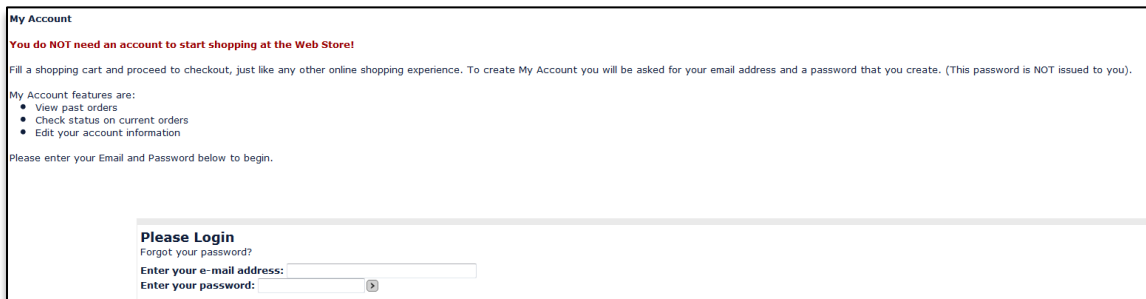 My Account
You do NOT need an account to start shopping at the Web Store!
Fill a shopping cart and proceed to checkout, just like any other online shopping experience. To create My Account you will be asked for your email address and a password that you create. (This password is NOT issued to you).
My Account features are:
• View past orders
• Check status on current orders
• Edit your account information
Please enter your Email and Password below to begin.
Please Login
Forgot your password?
Enter your e-mail address:
Enter your password: >